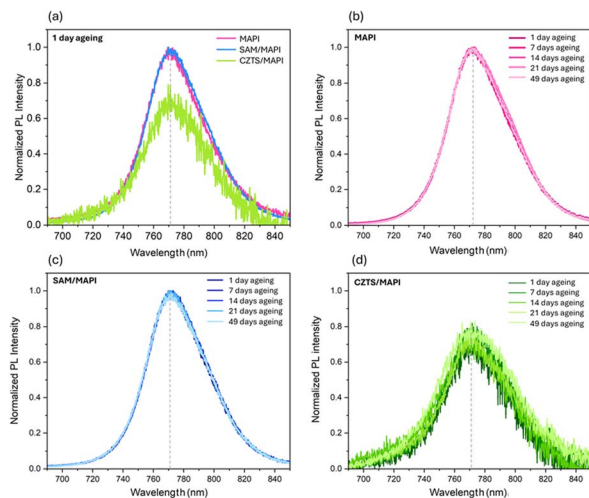 (a)
1 day ageing
MAPI
SAM/MAPI
CZTS/MAPI
Normalized PL Intensity
1.0
0.8
0.6
0.4
0.2
0.0
700 720 740 760 780 800 820 840
Wavelength (nm)
(b)
MAPI
1 day ageing
7 days ageing
14 days ageing
21 days ageing
49 days ageing
Normalized PL Intensity
1.0
0.8
0.6
0.4
0.2
0.0
700 720 740 760 780 800 820 840
Wavelength (nm)
(c)
SAM/MAPI
1 day ageing
7 days ageing
14 days ageing
21 days ageing
49 days ageing
Normalized PL Intensity
1.0
0.8
0.6
0.4
0.2
0.0
700 720 740 760 780 800 820 840
Wavelength (nm)
(d)
CZTS/MAPI
1 day ageing
7 days ageing
14 days ageing
21 days ageing
49 days ageing
Normalized PL intensity
1.0
0.8
0.6
0.4
0.2
0.0
700 720 740 760 780 800 820 840
Wavelength (nm)